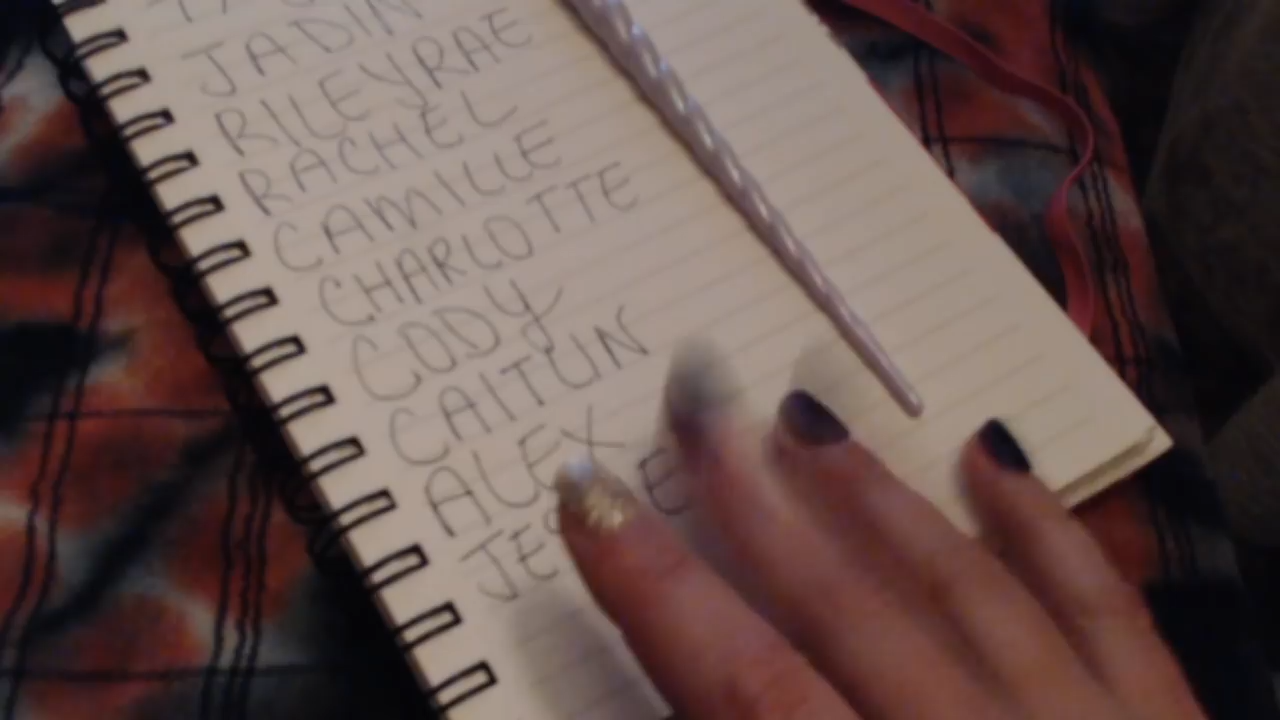 JADIN
RILEYRAE
RACHEL
CAMILLE
CHARLOTTE
CODY
CAITLIN
ALEX